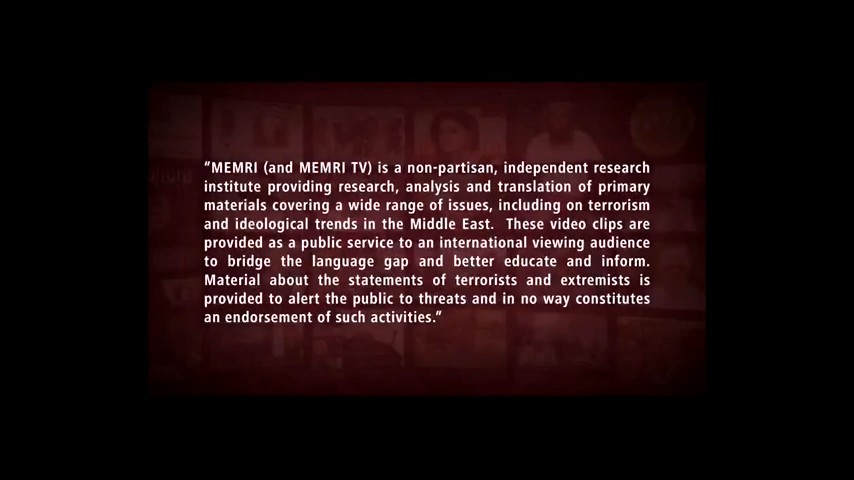 “MEMRI (and MEMRI TV) is a non-partisan, independent research
institute providing research, analysis and translation of primary
materials covering a wide range of issues, including on terrorism
and ideological trends in the Middle East.  These video clips are
provided as a public service to an international viewing audience
to bridge the language gap and better educate and inform.
Material about the statements of terrorists and extremists is
provided to alert the public to threats and in no way constitutes
an endorsement of such activities.”